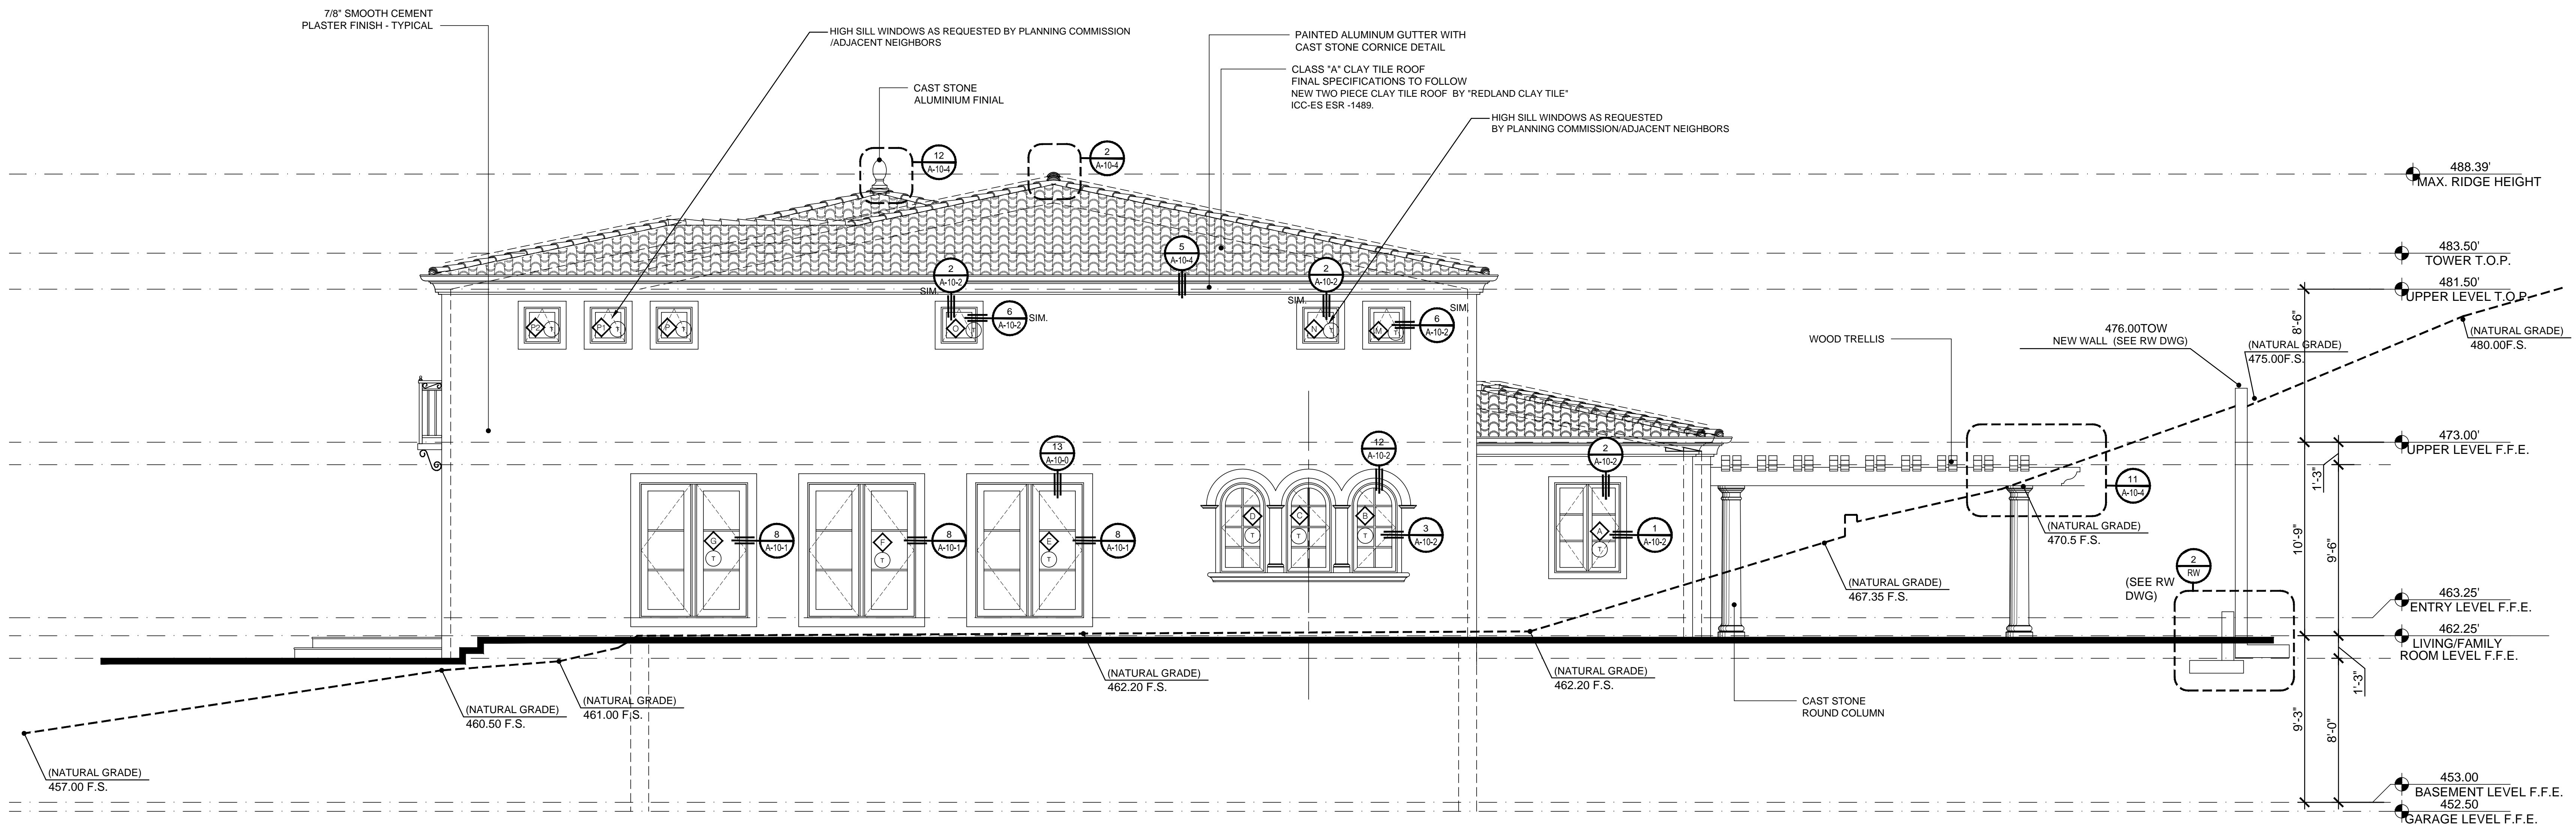 7/8" SMOOTH CEMENT
PLASTER FINISH - TYPICAL
HIGH SILL WINDOWS AS REQUESTED BY PLANNING COMMISSION
/ADJACENT NEIGHBORS
CAST STONE
ALUMINIUM FINIAL
PAINTED ALUMINUM GUTTER WITH
CAST STONE CORNICE DETAIL
CLASS "A" CLAY TILE ROOF
FINAL SPECIFICATIONS TO FOLLOW
NEW TWO PIECE CLAY TILE ROOF BY "REDLAND CLAY TILE"
ICC-ES ESR -1489.
HIGH SILL WINDOWS AS REQUESTED
BY PLANNING COMMISSION/ADJACENT NEIGHBORS
12
A-10-4
2
A-10-4
488.39'
MAX. RIDGE HEIGHT
5
A-10-4
483.50'
TOWER T.O.P.
2
A-10-2
SIM.
2
A-10-2
SIM.
481.50'
UPPER LEVEL T.O.P.
P2 T
P1 T
P T
O T
6
A-10-2
SIM.
N T
M T
6
A-10-2
SIM.
8'-6"
(NATURAL GRADE)
480.00F.S.
WOOD TRELLIS
476.00TOW
NEW WALL (SEE RW DWG)
(NATURAL GRADE)
475.00F.S.
473.00'
UPPER LEVEL F.F.E.
13
A-10-0
12
A-10-2
2
A-10-2
1'-3"
11
A-10-4
G
T
8
A-10-1
F
T
8
A-10-1
E
T
8
A-10-1
D
T
C
T
B
T
3
A-10-2
A
T
1
A-10-2
(NATURAL GRADE)
470.5 F.S.
10'-9"
9'-6"
(NATURAL GRADE)
467.35 F.S.
2
RW
(SEE RW
DWG)
463.25'
ENTRY LEVEL F.F.E.
462.25'
LIVING/FAMILY
ROOM LEVEL F.F.E.
(NATURAL GRADE)
462.20 F.S.
(NATURAL GRADE)
462.20 F.S.
1'-3"
(NATURAL GRADE)
460.50 F.S.
(NATURAL GRADE)
461.00 F.S.
CAST STONE
ROUND COLUMN
9'-3"
8'-0"
(NATURAL GRADE)
457.00 F.S.
453.00
BASEMENT LEVEL F.F.E.
452.50
GARAGE LEVEL F.F.E.